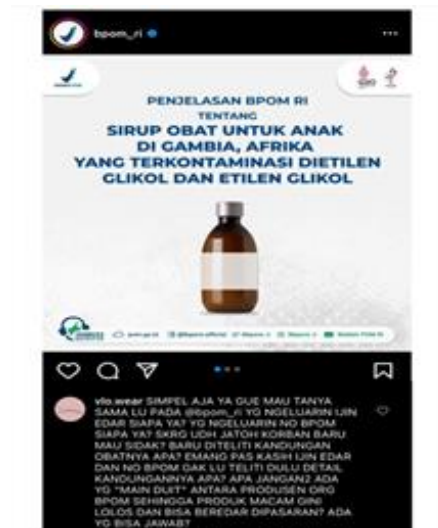 bpom_ri
PENJELASAN BPOM RI
TENTANG
SIRUP OBAT UNTUK ANAK
DI GAMBIA, AFRIKA
YANG TERKONTAMINASI DIETILEN
GLIKOL DAN ETILEN GLIKOL
vlo.wear SIMPEL AJA YA GUE MAU TANYA
SAMA LU PADA @bpom_ri YG NGELUARIN IJIN
EDAR SIAPA YA? YG NGELUARIN NO BPOM
SIAPA YA? SKRG UDH JATOH KORBAN BARU
MAU SIDAK? BARU DITELITI KANDUNGAN
OBATNYA APA? EMANG PAS KASIH IJIN EDAR
DAN NO BPOM GAK LU TELITI DULU DETAIL
KANDUNGANNYA APA? APA JANGAN2 ADA
YG "MAIN DUIT" ANTARA PRODUSEN ORG
BPOM SEHINGGA PRODUK MACAM GINI
LOLOS DAN BISA BEREDAR DIPASARAN? ADA
YG BISA JAWAB?